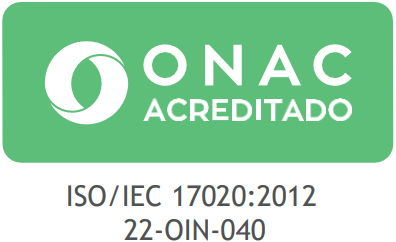 ONAC
ACREDITADO
ISO/IEC 17020:2012
22-OIN-040